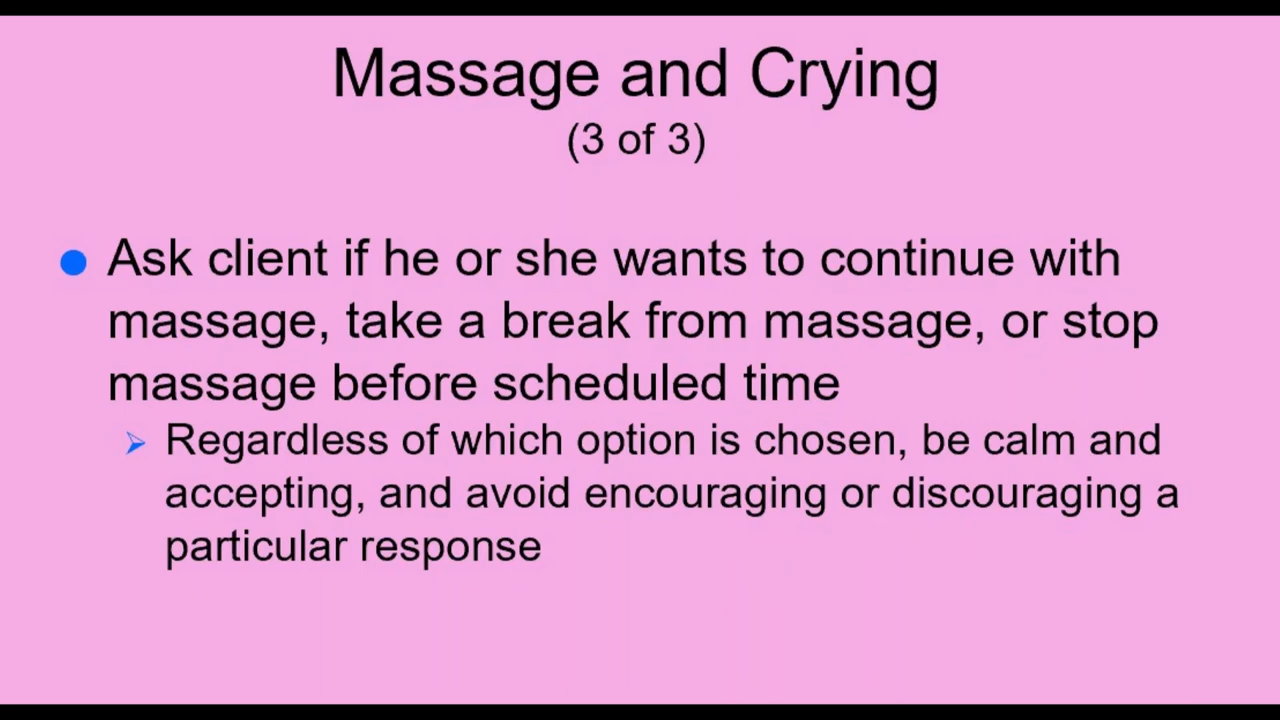 Massage and Crying
(3 of 3)
Ask client if he or she wants to continue with
massage, take a break from massage, or stop
massage before scheduled time
Regardless of which option is chosen, be calm and
accepting, and avoid encouraging or discouraging a
particular response